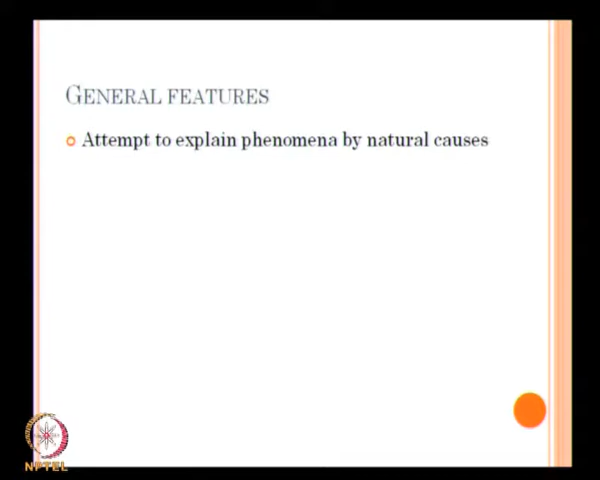 GENERAL FEATURES
Attempt to explain phenomena by natural causes
NPTEL